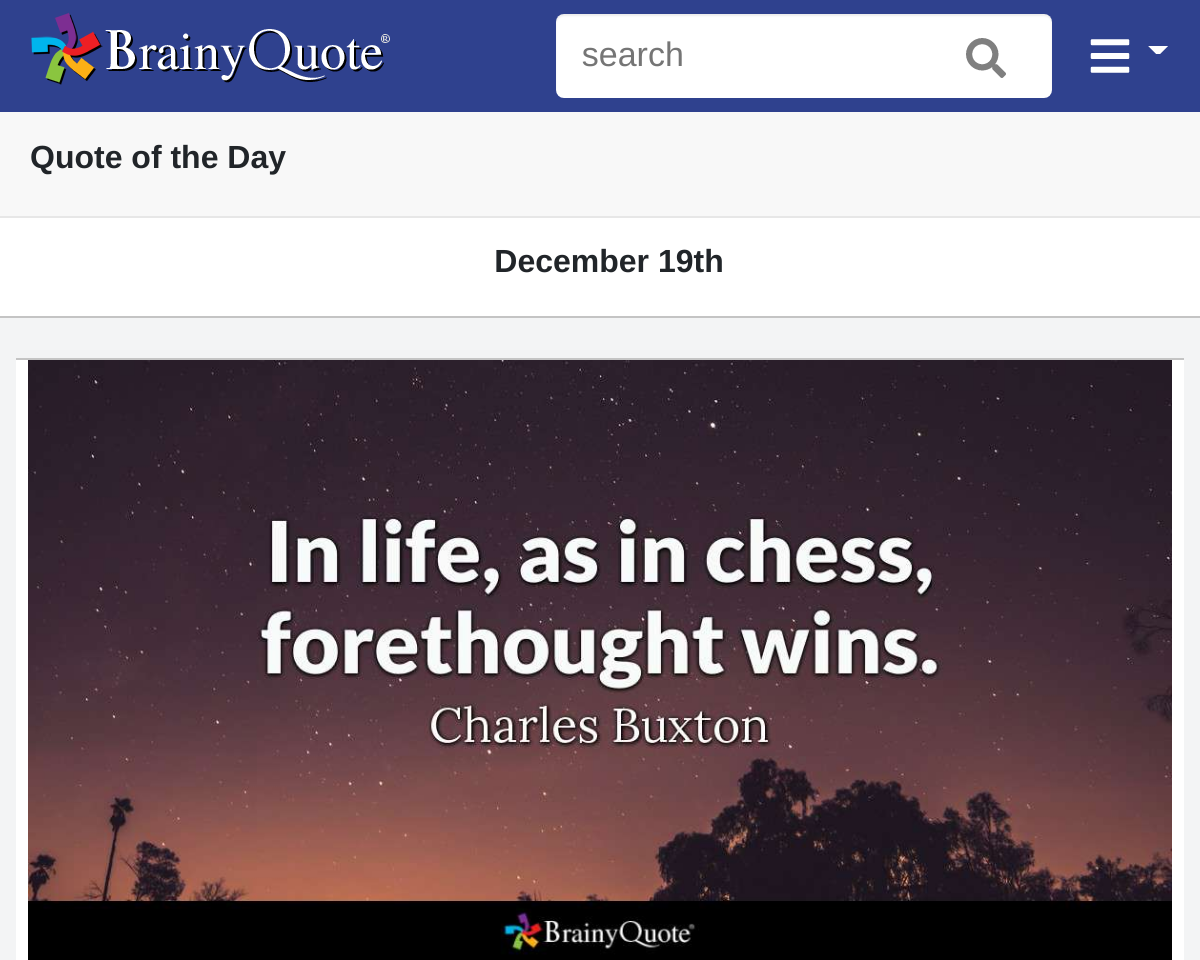 BrainyQuote®
search
Quote of the Day
December 19th
In life, as in chess,
forethought wins.
Charles Buxton
BrainyQuote®